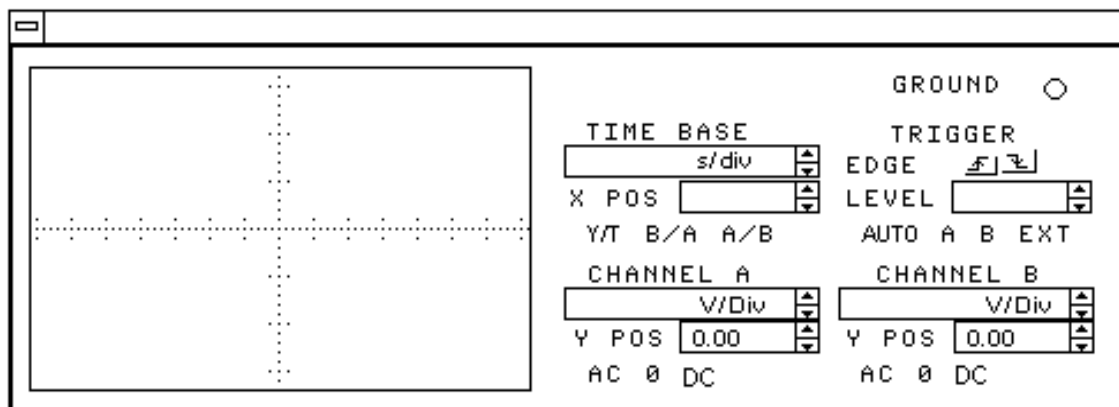 GROUND
TIME BASE
TRIGGER
s/div
EDGE
X POS
LEVEL
Y/T B/A A/B
AUTO A B EXT
CHANNEL A
CHANNEL B
V/Div
V/Div
Y POS 0.00
Y POS 0.00
AC 0 DC
AC 0 DC